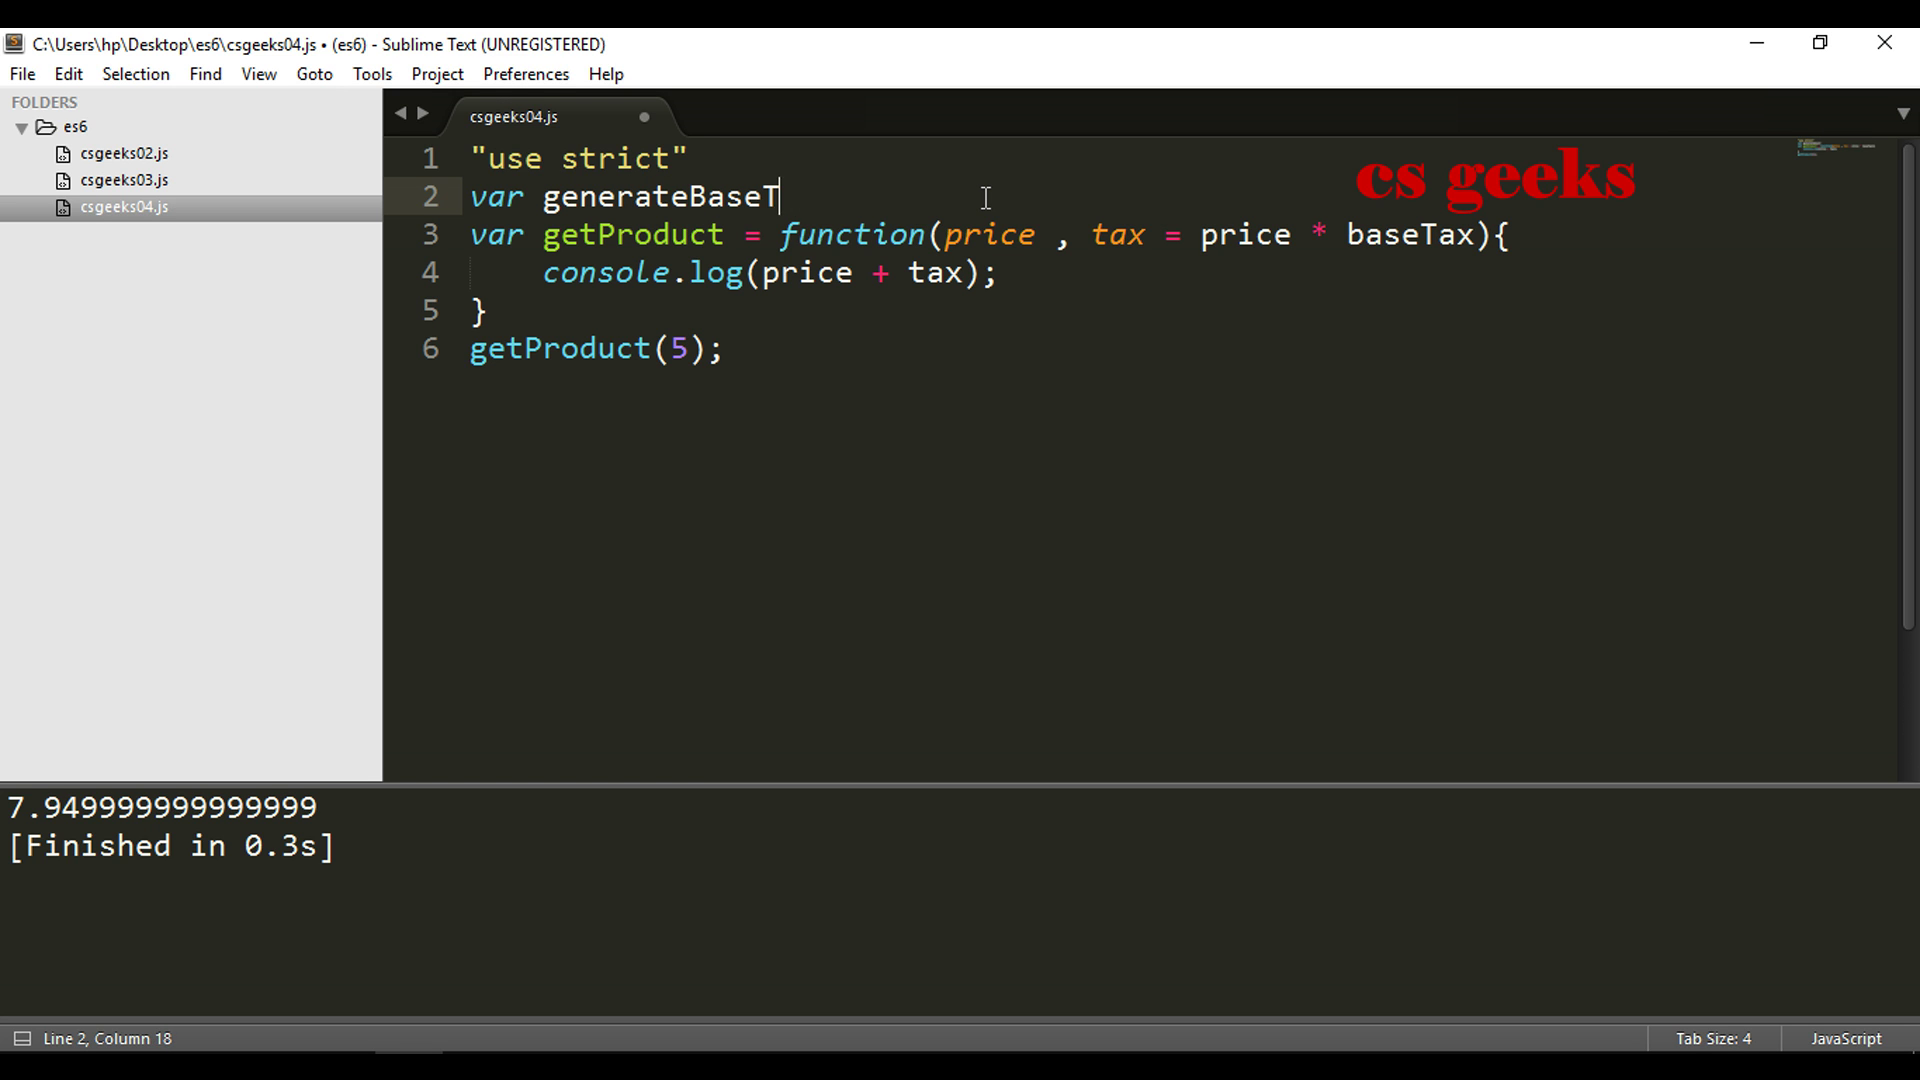 C:\Users\hp\Desktop\es6\csgeeks04.js • (es6) - Sublime Text (UNREGISTERED)
File Edit Selection Find View Goto Tools Project Preferences Help
FOLDERS
es6
csgeeks02.js
csgeeks03.js
csgeeks04.js
csgeeks04.js
cs geeks
1 "use strict"
2 var generateBaseT
3 var getProduct = function(price , tax = price * baseTax){
4 console.log(price + tax);
5 }
6 getProduct(5);
7.949999999999999
[Finished in 0.3s]
Line 2, Column 18
Tab Size: 4
JavaScript